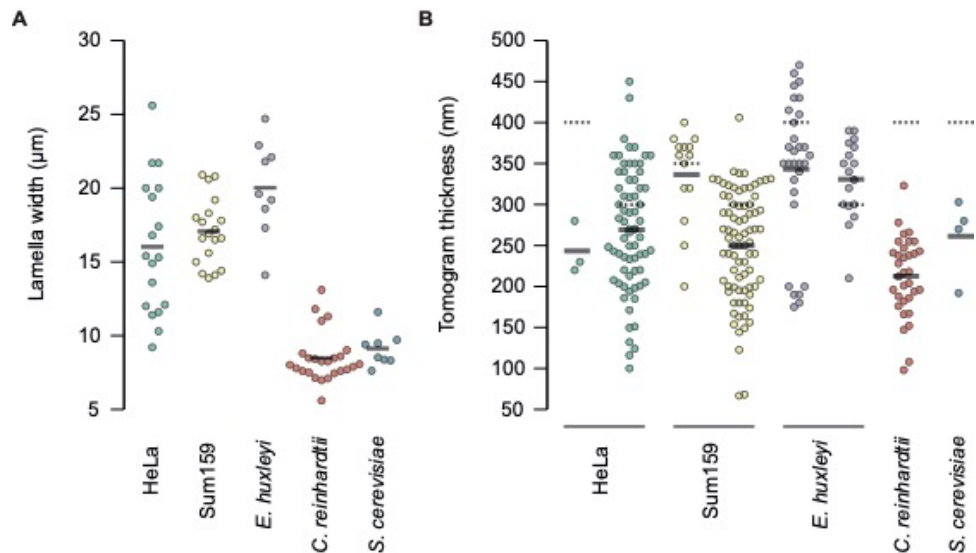 A
B
Lamella width (µm)
30
25
20
15
10
5
HeLa
Sum159
E. huxleyi
C. reinhardtii
S. cerevisiae
Tomogram thickness (nm)
500
450
400
350
300
250
200
150
100
50
HeLa
Sum159
E. huxleyi
C. reinhardtii
S. cerevisiae